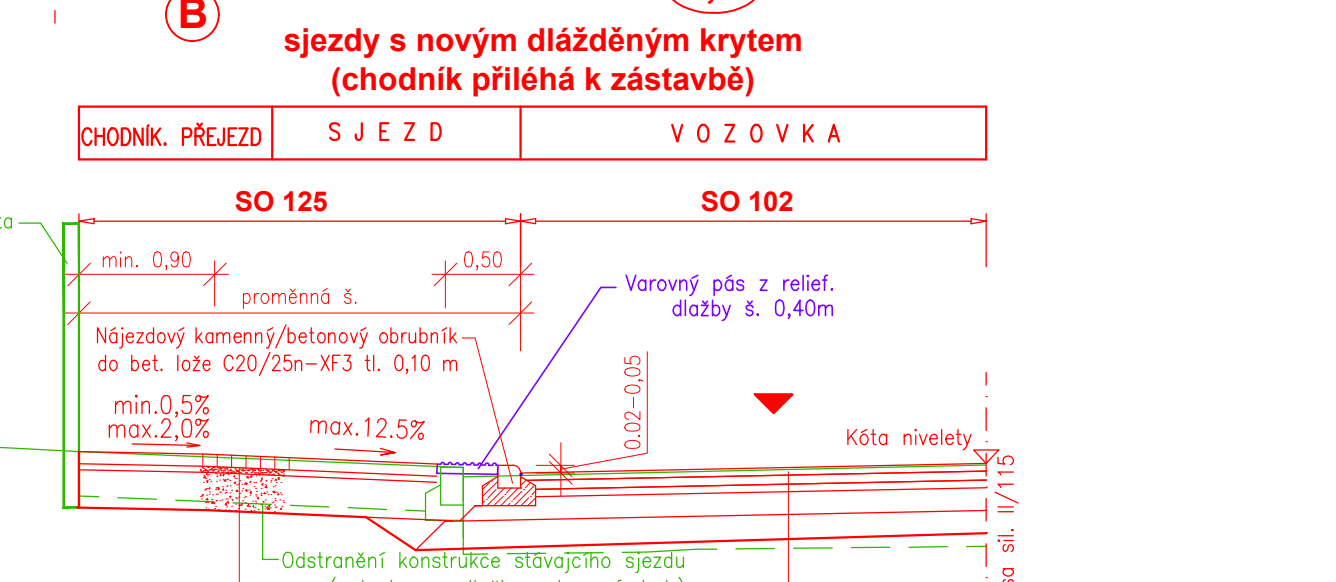 B
sjezdy s novým dlážděným krytem
(chodník přiléhá k zástavbě)
CHODNÍK. PŘEJEZD
SJEZD
VOZOVKA
SO 125
SO 102
min. 0,90
0,50
proměnná š.
Varovný pás z relief.
dlažby š. 0,40m
Nájezdový kamenný/betonový obrubník
do bet. lože C20/25n-XF3 tl. 0,10 m
0.02-0,05
min.0,5%
max.2,0%
max.12.5%
Kóta nivelety
sil. II/115
Odstranění konstrukce stávajcího sjezdu